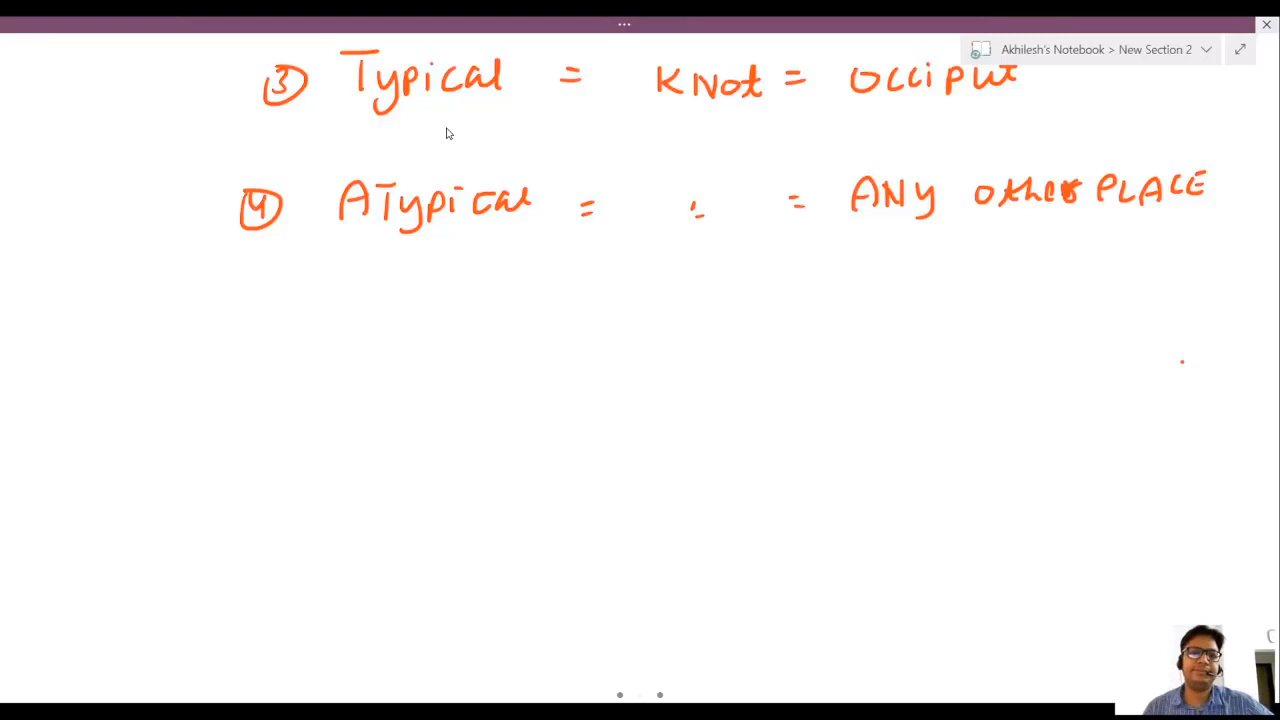 Akhilesh's Notebook > New Section 2
③ Typical = KNot = Occiput
④ ATypical = : = ANY other PLACE